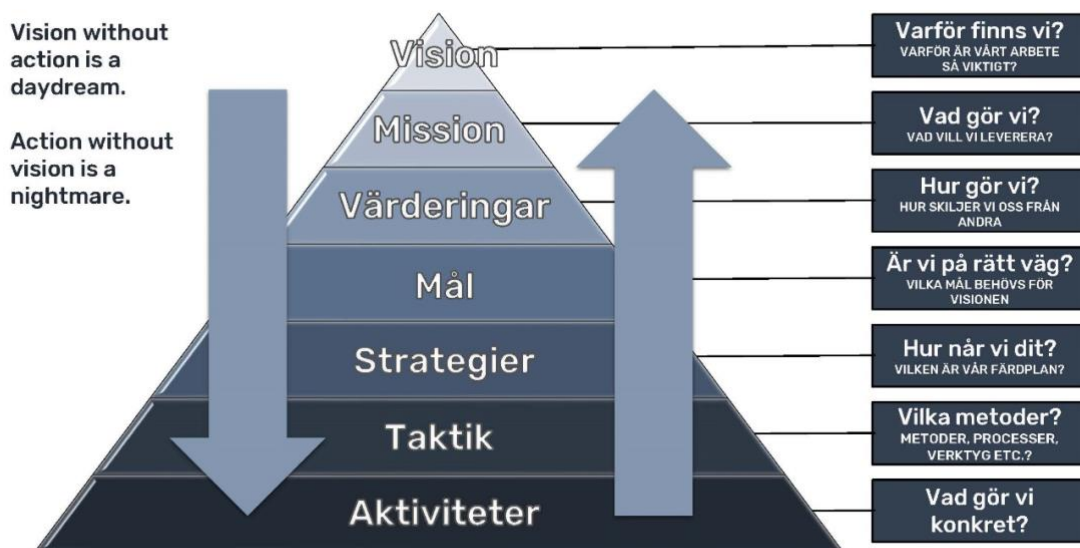 Vision without
action is a
daydream.
Action without
vision is a
nightmare.
Vision
Mission
Värderingar
Mål
Strategier
Taktik
Aktiviteter
Varför finns vi?
VARFÖR ÄR VÅRT ARBETE
SÅ VIKTIGT?
Vad gör vi?
VAD VILL VI LEVERERA?
Hur gör vi?
HUR SKILJER VI OSS FRÅN
ANDRA
Är vi på rätt väg?
VILKA MÅL BEHÖVS FÖR
VISIONEN
Hur når vi dit?
VILKEN ÄR VÅR FÄRDPLAN?
Vilka metoder?
METODER, PROCESSER,
VERKTYG ETC.?
Vad gör vi
konkret?